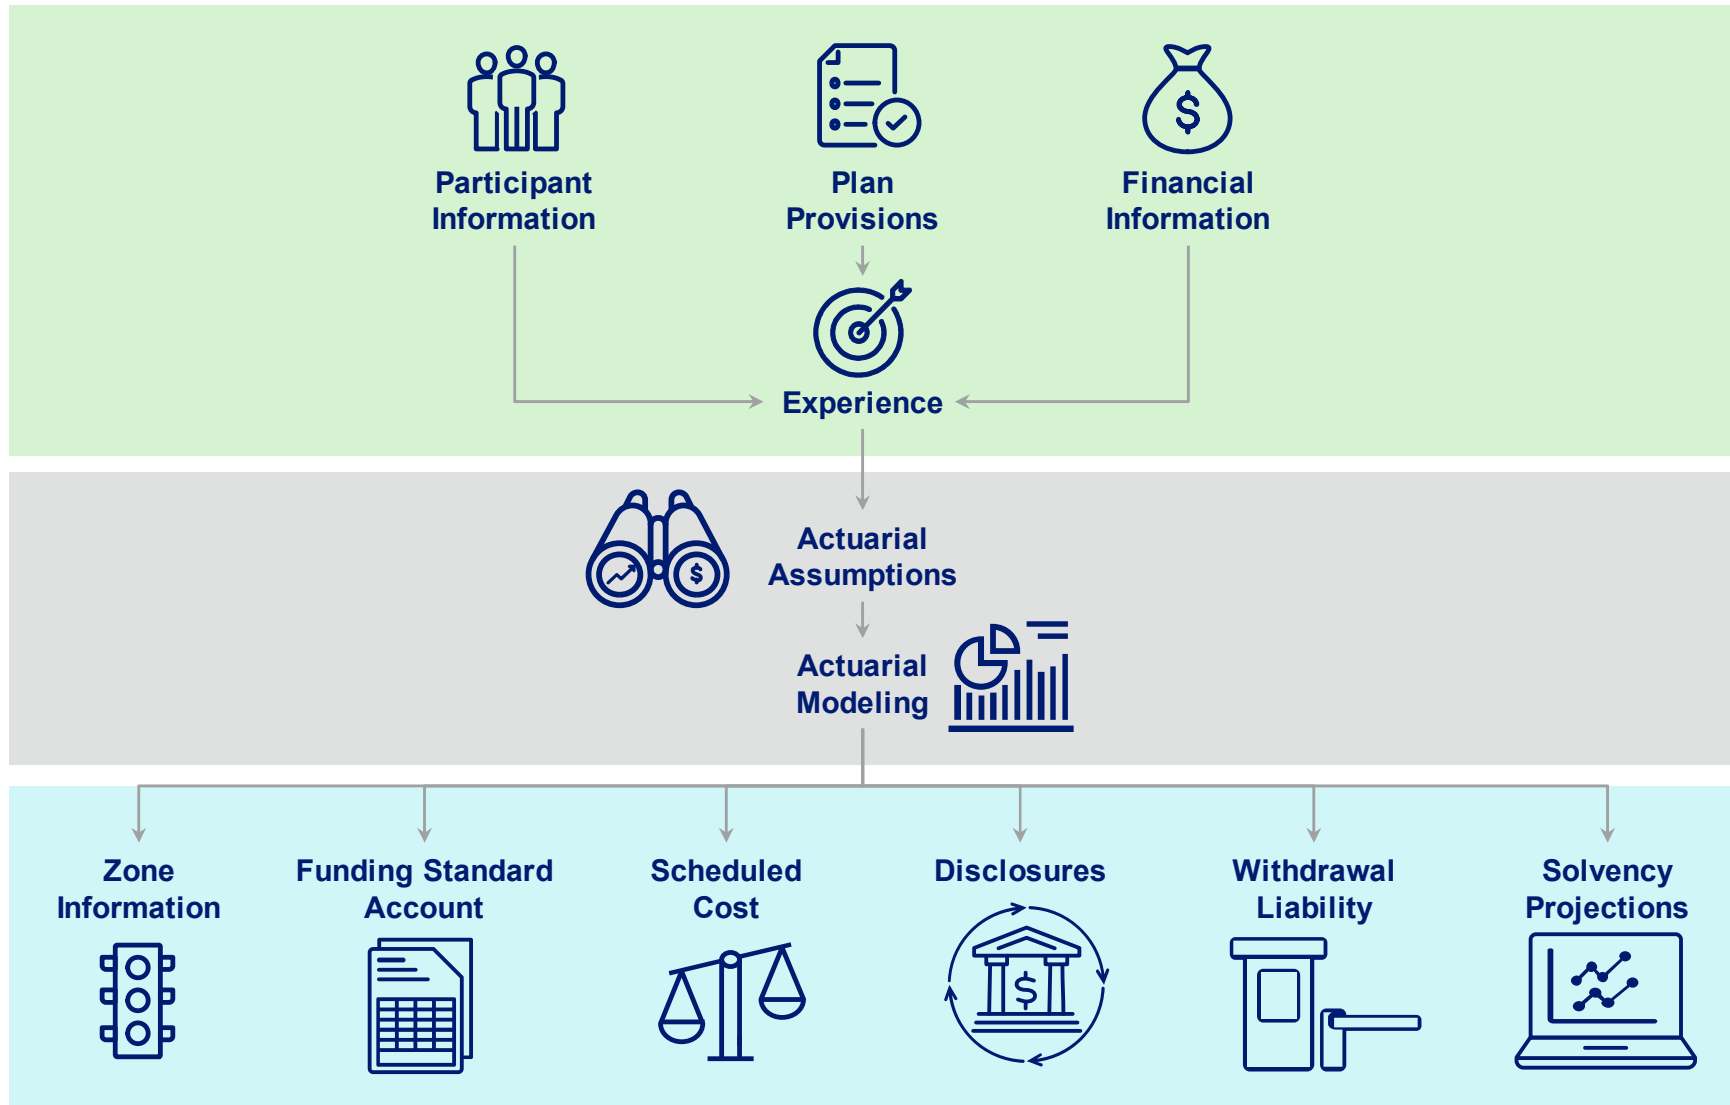 Participant
Information
Plan
Provisions
$
Financial
Information
Experience
$
Actuarial
Assumptions
Actuarial
Modeling
Zone
Information
Funding Standard
Account
Scheduled
Cost
Disclosures
$
Withdrawal
Liability
Solvency
Projections